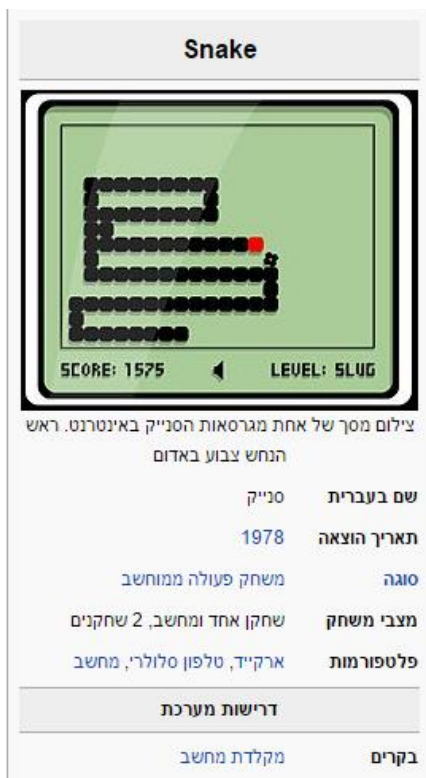 Snake
SCORE: 1575 LEVEL: SLUG
צילום מסך של אחת מגרסאות הסנייק באינטרנט. ראש
הנחש צבוע באדום
שם בעברית סנייק
תאריך הוצאה 1978
סוגה משחק פעולה ממוחשב
מצבי משחק שחקן אחד ומחשב, 2 שחקנים
פלטפורמות ארקייד, טלפון סלולרי, מחשב
דרישות מערכת
בקרים מקלדת מחשב